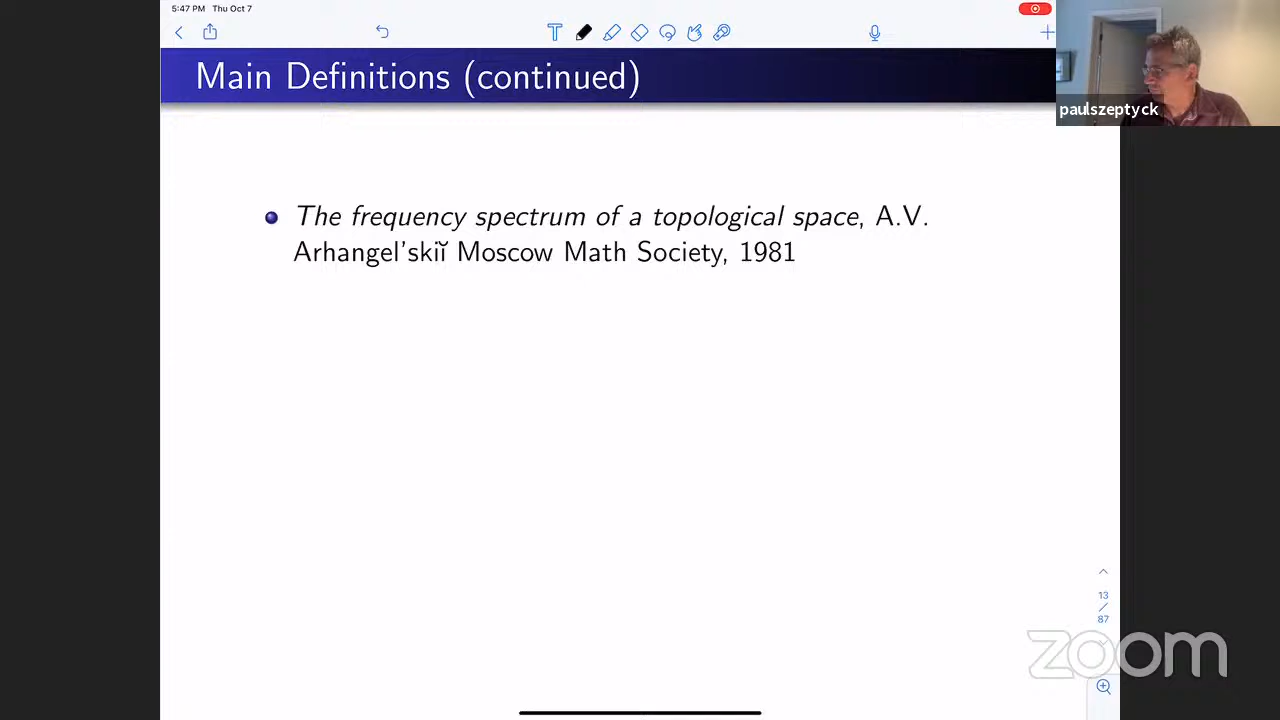 5:47 PM Thu Oct 7
Main Definitions (continued)
paulszeptyck
The frequency spectrum of a topological space, A.V.
Arhangel'skiĭ Moscow Math Society, 1981
13
/
87
zoom